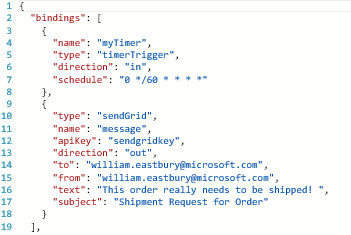 1 {
2 "bindings": [
3 {
4 "name": "myTimer",
5 "type": "timerTrigger",
6 "direction": "in",
7 "schedule": "0 */60 * * * *"
8 },
9 {
10 "type": "sendGrid",
11 "name": "message",
12 "apiKey": "sendgridkey",
13 "direction": "out",
14 "to": "william.eastbury@microsoft.com",
15 "from": "william.eastbury@microsoft.com",
16 "text": "This order really needs to be shipped! ",
17 "subject": "Shipment Request for Order"
18 }
19 ],